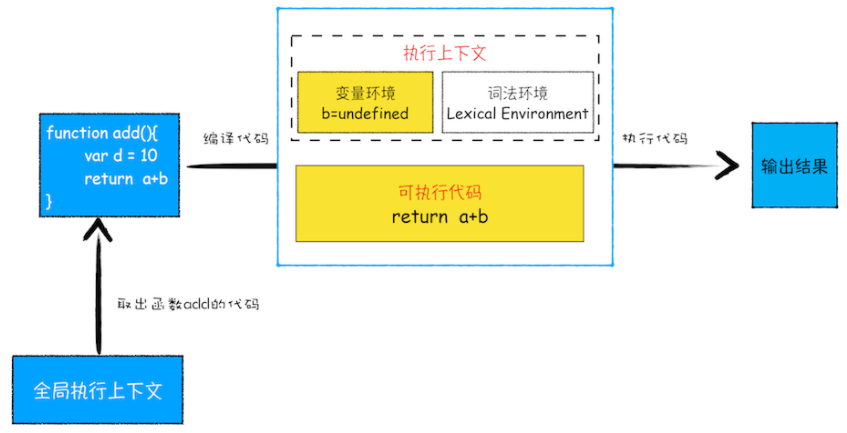 执行上下文
变量环境
b=undefined
词法环境
Lexical Environment
function add(){
var d = 10
return a+b
}
编译代码
执行代码
输出结果
可执行代码
return a+b
取出函数add的代码
全局执行上下文